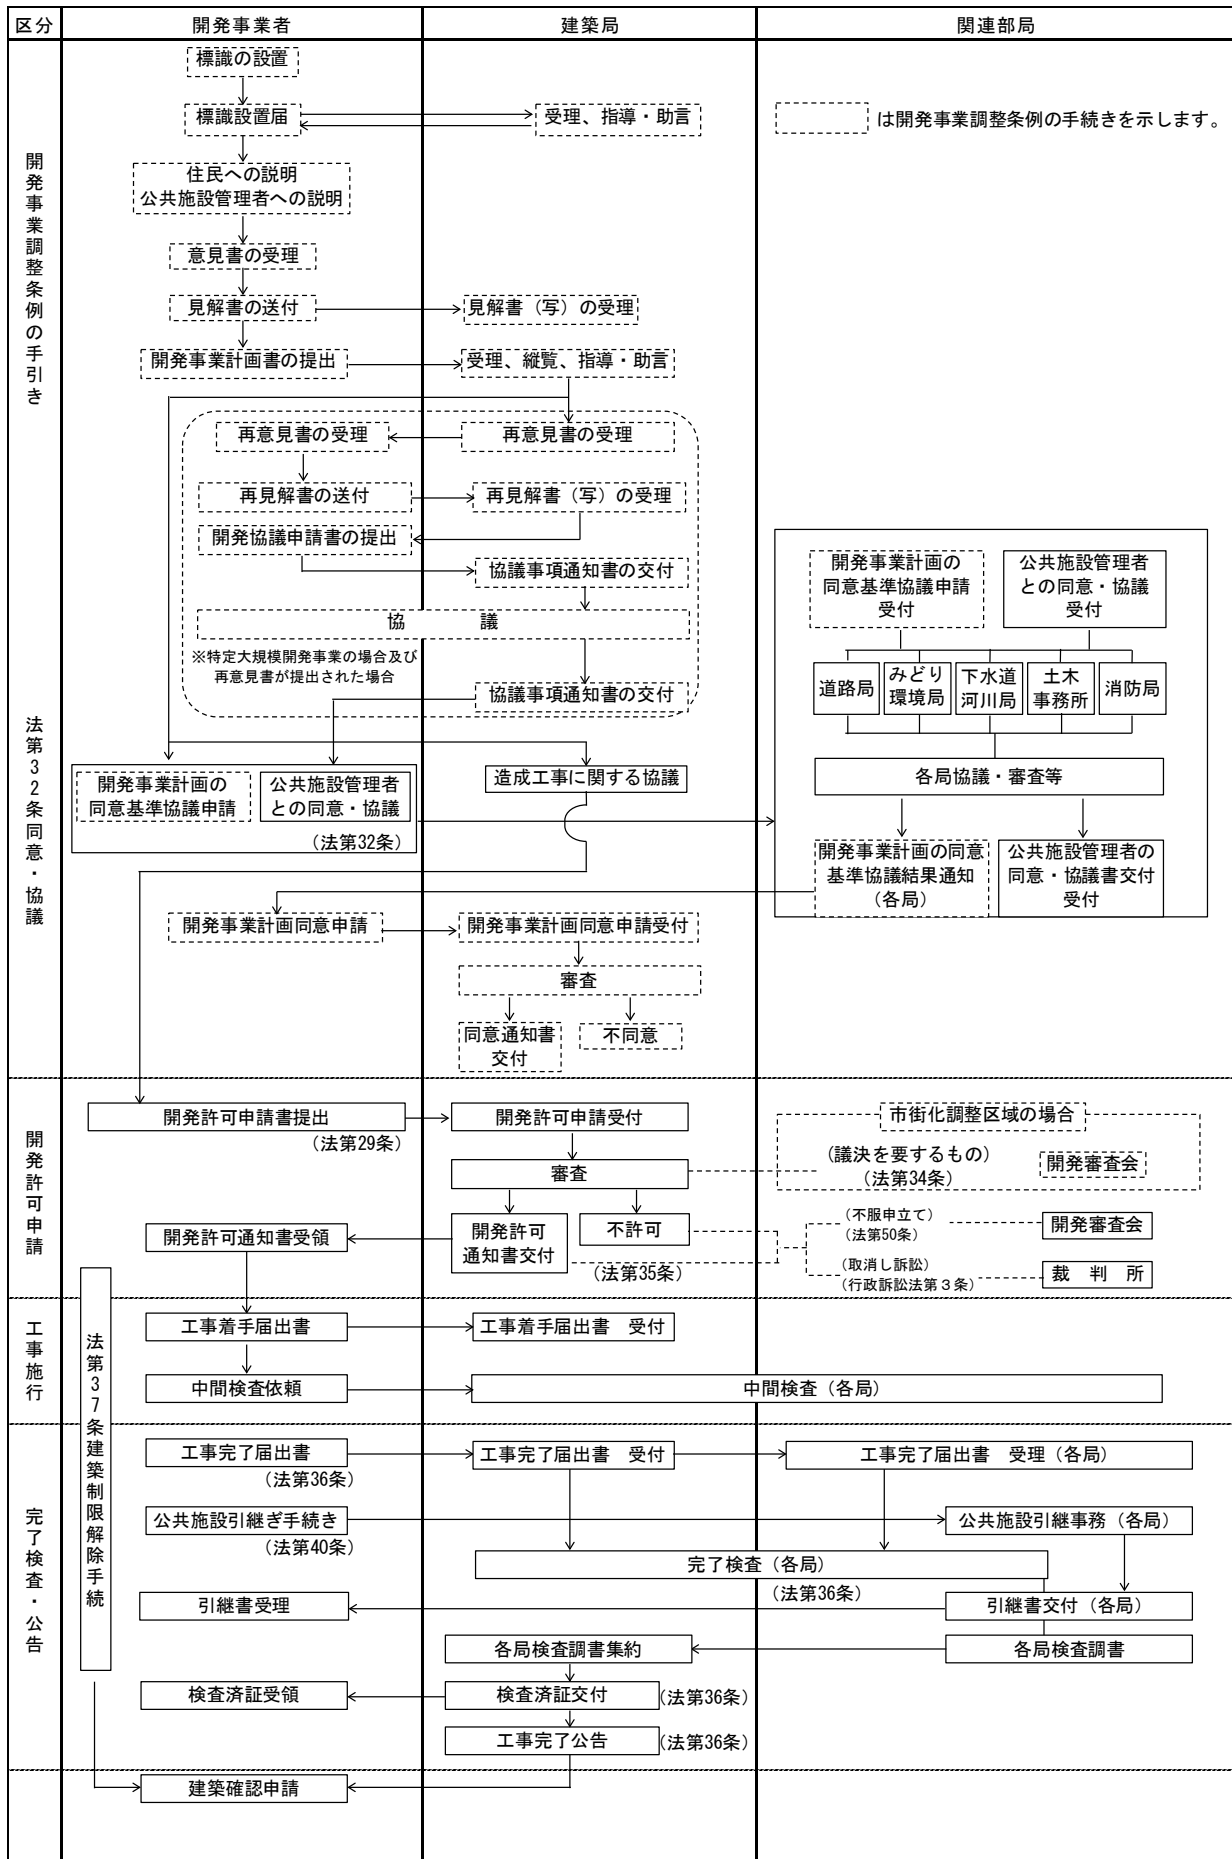 区分
開発事業者
建築局
関連部局
開発事業調整条例の手引き
標識の設置
標識設置届
受理、指導・助言
は開発事業調整条例の手続きを示します。
住民への説明
公共施設管理者への説明
意見書の受理
見解書の送付
見解書（写）の受理
開発事業計画書の提出
受理、縦覧、指導・助言
再意見書の受理
再意見書の受理
再見解書の送付
再見解書（写）の受理
開発協議申請書の提出
協議事項通知書の交付
協　　　議
※特定大規模開発事業の場合及び
再意見書が提出された場合
協議事項通知書の交付
法第32条同意・協議
開発事業計画の
同意基準協議申請
公共施設管理者
との同意・協議
（法第32条）
造成工事に関する協議
開発事業計画の
同意基準協議申請
受付
公共施設管理者
との同意・協議
受付
道路局
みどり
環境局
下水道
河川局
土木
事務所
消防局
各局協議・審査等
開発事業計画の同意
基準協議結果通知
（各局）
公共施設管理者の
同意・協議書交付
受付
開発事業計画同意申請
開発事業計画同意申請受付
審査
同意通知書
交付
不同意
開発許可申請
開発許可申請書提出
（法第29条）
開発許可申請受付
市街化調整区域の場合
審査
（議決を要するもの）
（法第34条）
開発審査会
開発許可通知書受領
開発許可
通知書交付
不許可
（法第35条）
（不服申立て）
（法第50条）
開発審査会
（取消し訴訟）
（行政訴訟法第３条）
裁　判　所
法第37条建築制限解除手続
工事施行
工事着手届出書
工事着手届出書　受付
中間検査依頼
中間検査（各局）
完了検査・公告
工事完了届出書
（法第36条）
工事完了届出書　受付
工事完了届出書　受理（各局）
公共施設引継ぎ手続き
（法第40条）
公共施設引継事務（各局）
完了検査（各局）
（法第36条）
引継書受理
引継書交付（各局）
各局検査調書集約
各局検査調書
検査済証受領
検査済証交付
（法第36条）
工事完了公告
（法第36条）
建築確認申請